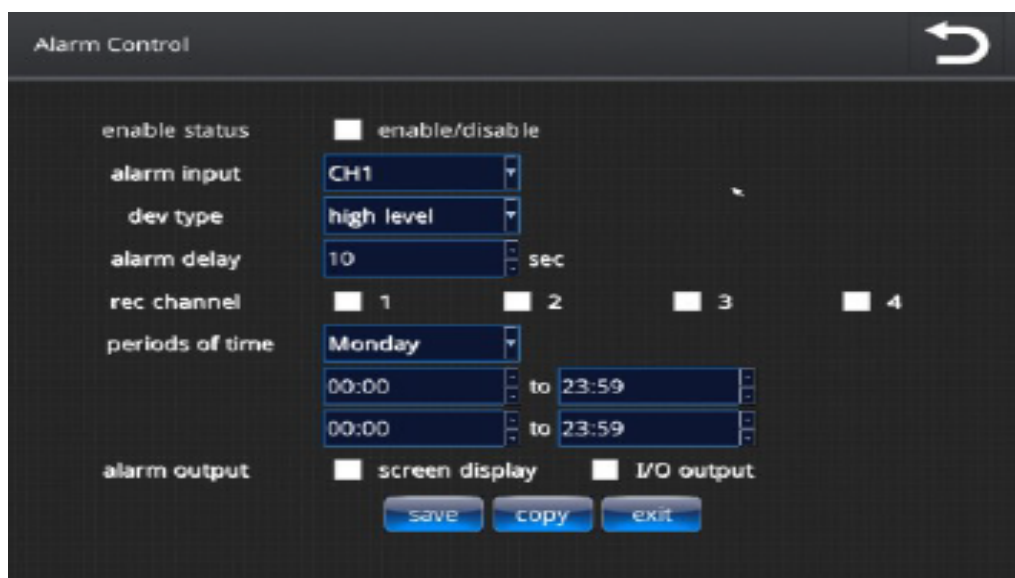 Alarm Control
enable status enable/disable
alarm input CH1
dev type high level
alarm delay 10 sec
rec channel 1 2 3 4
periods of time Monday
00:00 to 23:59
00:00 to 23:59
alarm output screen display I/O output
save copy exit